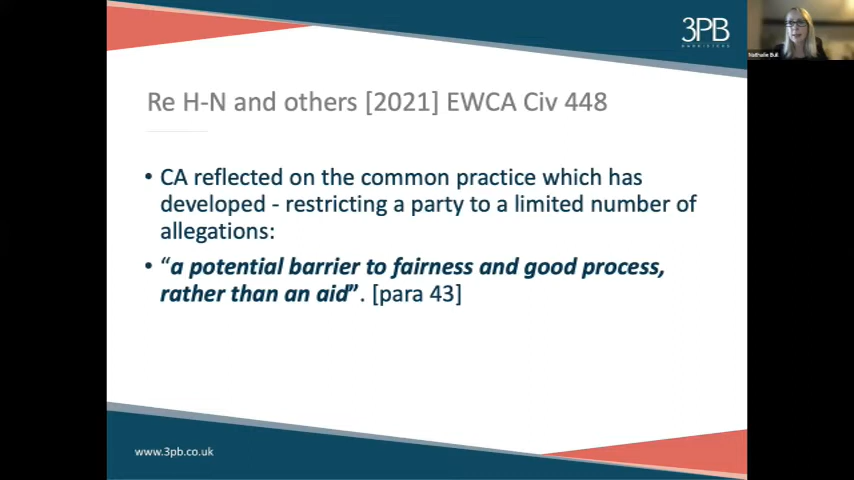 3PB
BARRISTERS
Nathalie Bull
Re H-N and others [2021] EWCA Civ 448
• CA reflected on the common practice which has
developed - restricting a party to a limited number of
allegations:
• “a potential barrier to fairness and good process,
rather than an aid”. [para 43]
www.3pb.co.uk